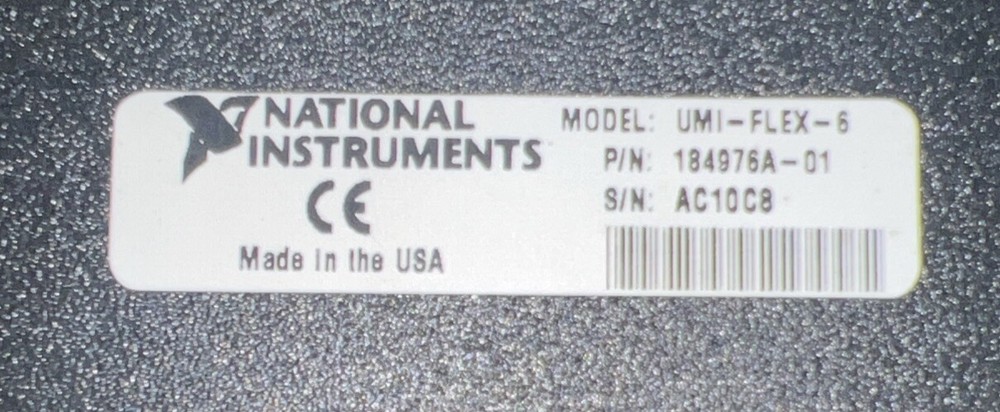 NATIONAL
INSTRUMENTS
CE
Made in the USA
MODEL: UMI-FLEX-6
P/N: 184976A-01
S/N: AC10C8